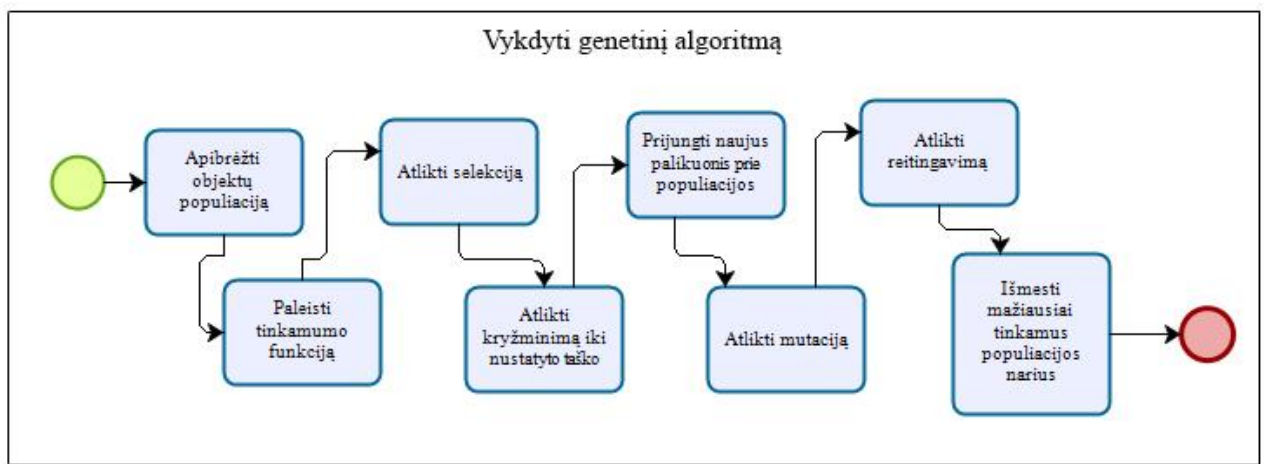 Vykdyti genetinį algoritmą
Apibrėžti
objektų
populiaciją
Paleisti
tinkamumo
funkciją
Atlikti selekciją
Atlikti
kryžminimą iki
nustatyto taško
Prijungti naujus
palikuonis prie
populiacijos
Atlikti mutaciją
Atlikti
reitingavimą
Išmesti
mažiausiai
tinkamus
populiacijos
narius